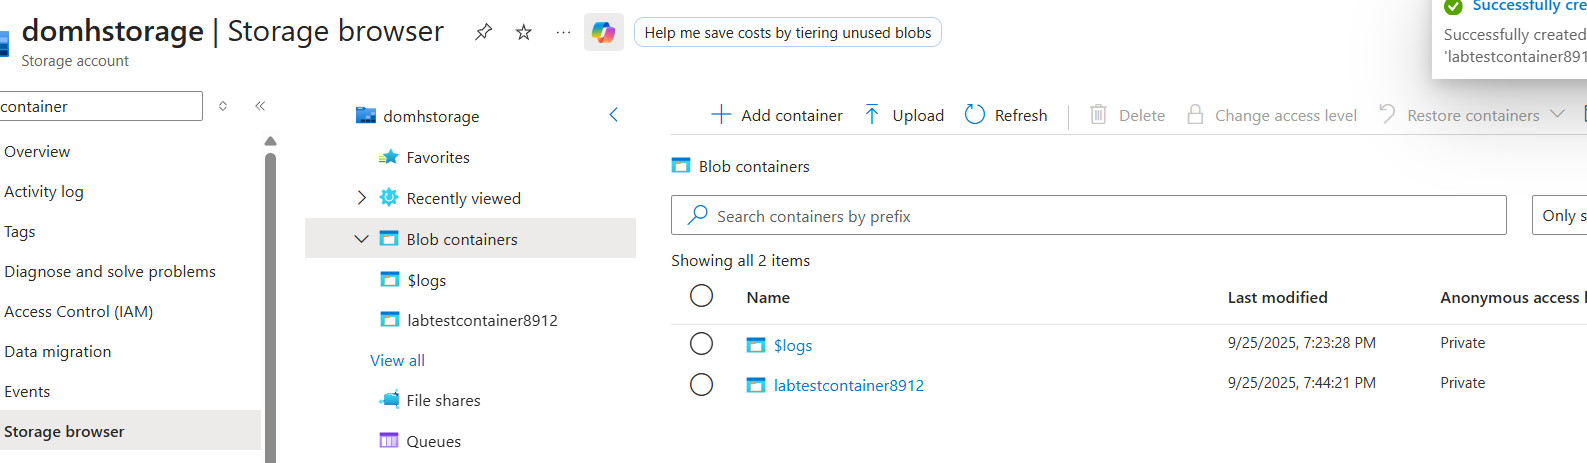 domhstorage | Storage browser
Storage account
Help me save costs by tiering unused blobs
Successfully cre
Successfully created
'labtestcontainer891
container
Overview
Activity log
Tags
Diagnose and solve problems
Access Control (IAM)
Data migration
Events
Storage browser
domhstorage
Favorites
Recently viewed
Blob containers
$logs
labtestcontainer8912
View all
File shares
Queues
Add container Upload Refresh Delete Change access level Restore containers
Blob containers
Search containers by prefix
Only s
Showing all 2 items
Name Last modified Anonymous access
$logs 9/25/2025, 7:23:28 PM Private
labtestcontainer8912 9/25/2025, 7:44:21 PM Private